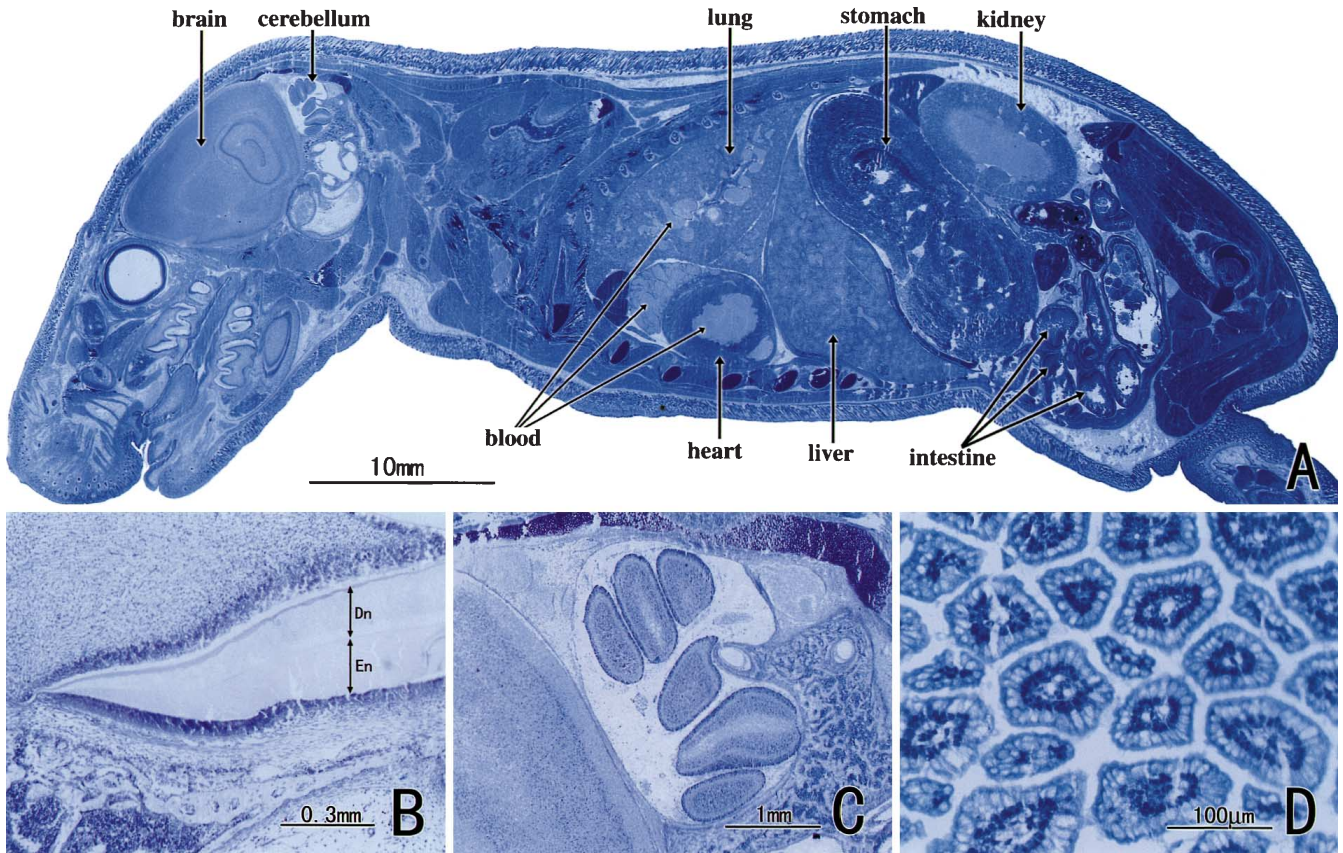 brain
cerebellum
lung
stomach
kidney
blood
heart
liver
intestine
10mm
A
Dn
En
0.3mm
B
1mm
C
100μm
D